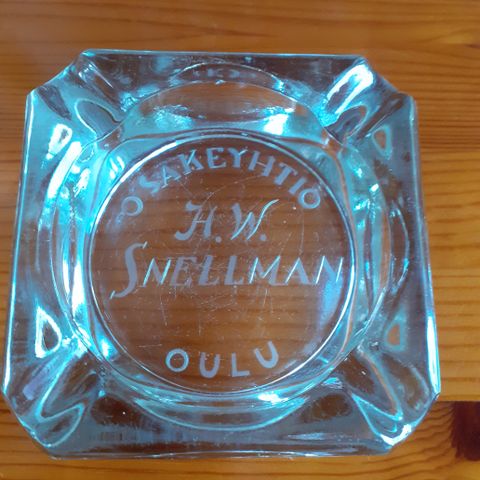 OSAKEYHTIÖ
H.W.
SNELLMAN
OULU